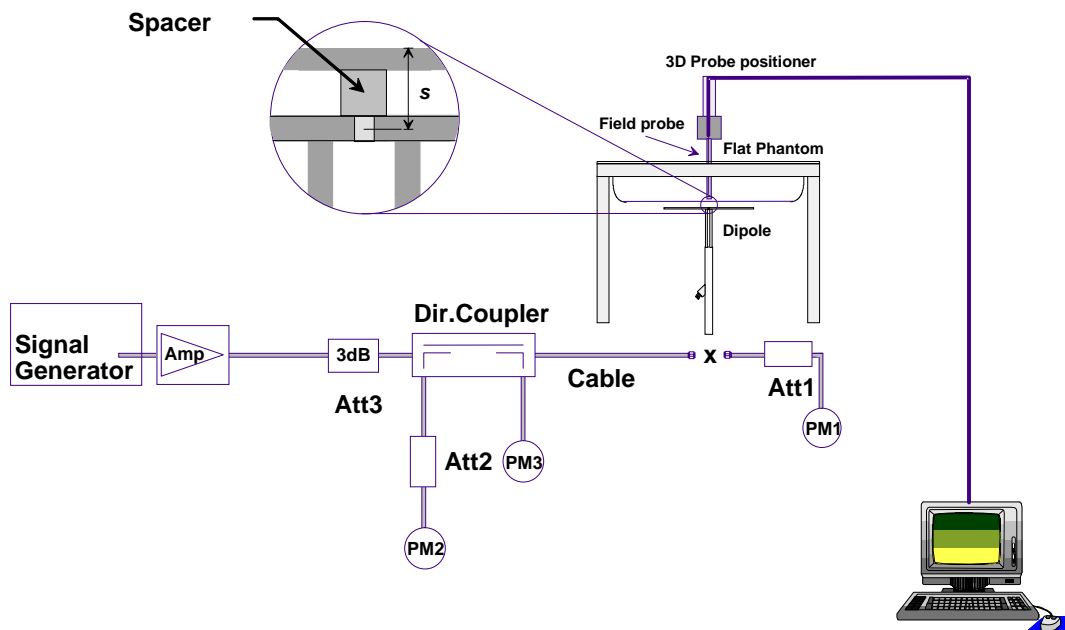 Spacer
s
3D Probe positioner
Field probe
Flat Phantom
Dipole
Dir.Coupler
Signal
Generator
Amp
3dB
Att3
Cable
x
Att1
PM1
Att2
PM3
PM2